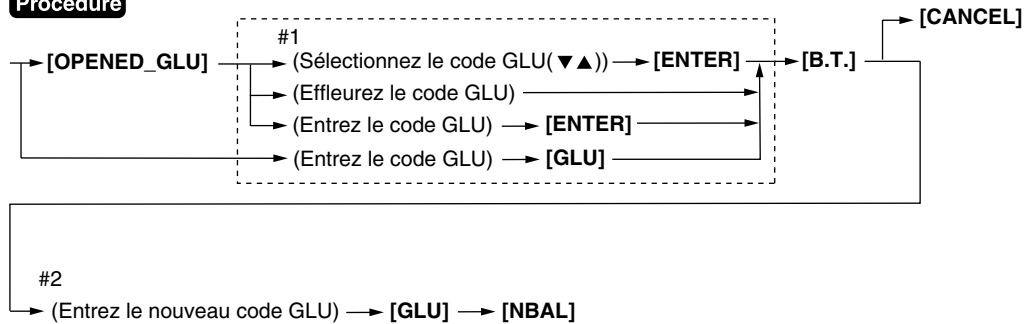 Procédure
[CANCEL]
#1
[OPENED_GLU] (Sélectionnez le code GLU(▼▲)) [ENTER] [B.T.]
(Effleurez le code GLU)
(Entrez le code GLU) [ENTER]
(Entrez le code GLU) [GLU]
#2
(Entrez le nouveau code GLU) [GLU] [NBAL]